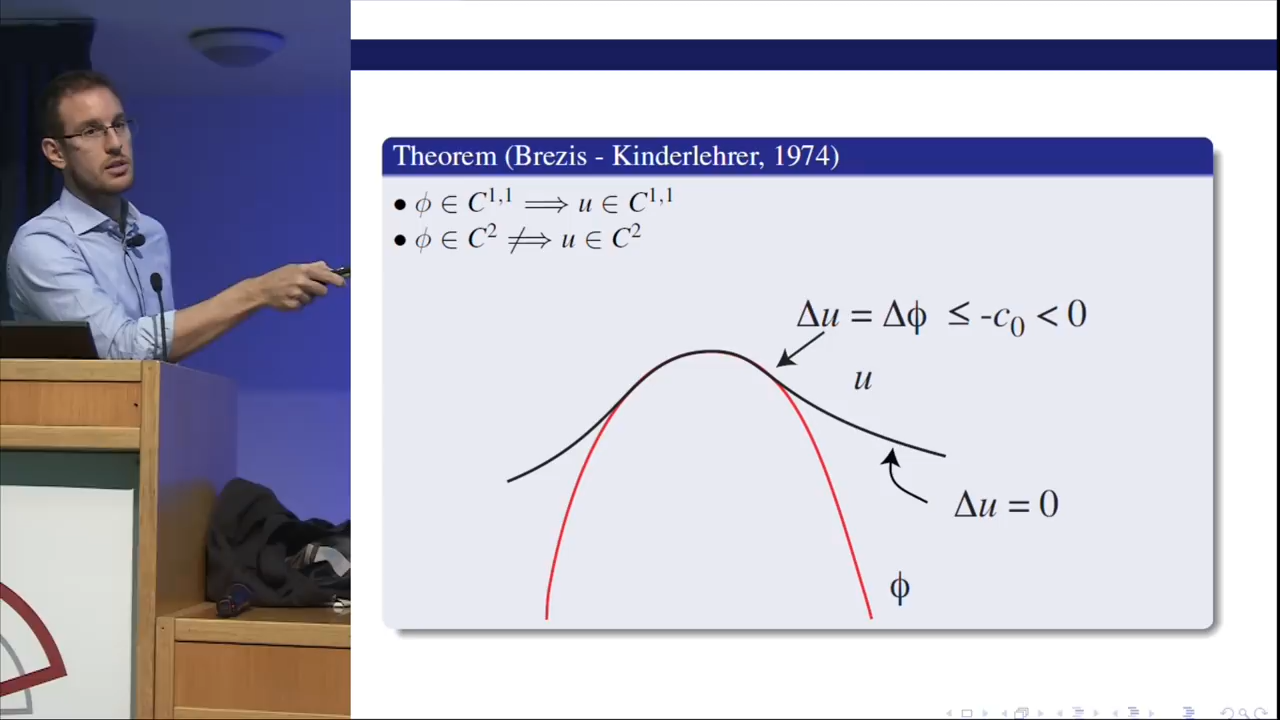 Theorem (Brezis - Kinderlehrer, 1974)
• ϕ ∈ C^{1,1} ⟹ u ∈ C^{1,1}
• ϕ ∈ C² ⇏ u ∈ C²
Δu = Δϕ ≤ -c₀ < 0
u
Δu = 0
ϕ